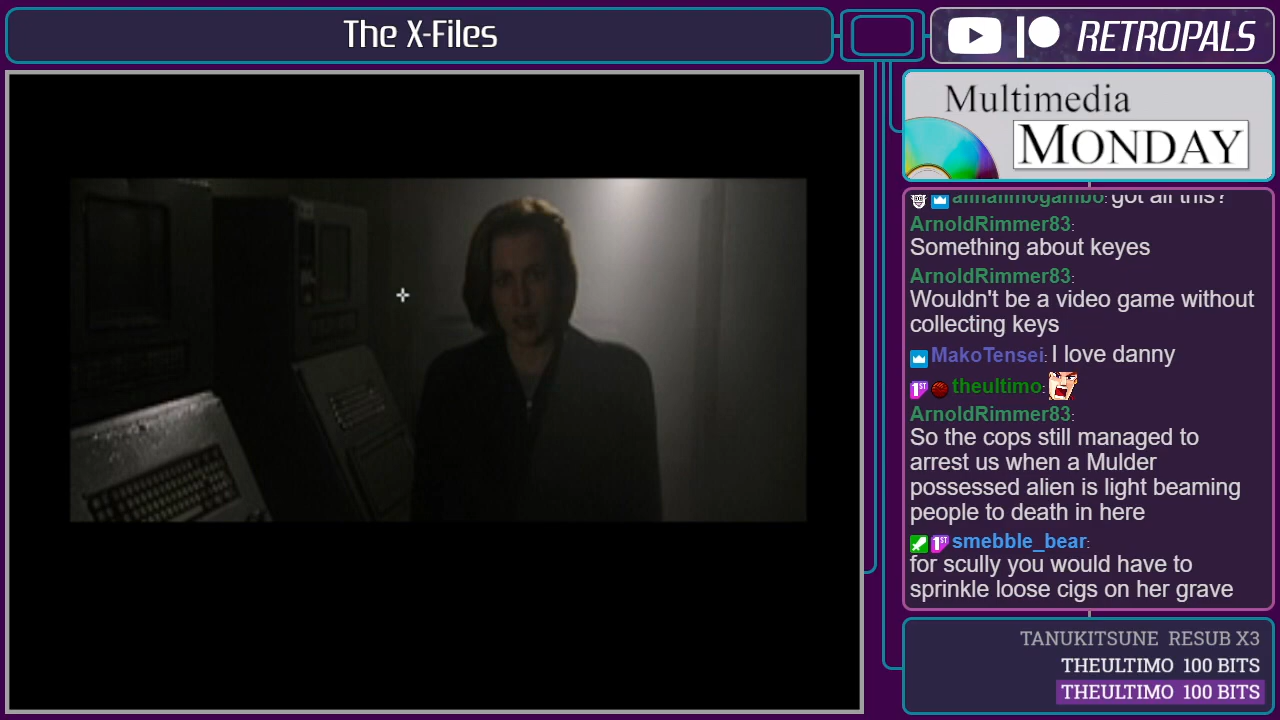 The X-Files
RETROPALS
Multimedia
MONDAY
annannogambo: got all this?
ArnoldRimmer83:
Something about keyes
ArnoldRimmer83:
Wouldn't be a video game without
collecting keys
MakoTensei: I love danny
1ST theultimo:
ArnoldRimmer83:
So the cops still managed to
arrest us when a Mulder
possessed alien is light beaming
people to death in here
1ST smebble_bear:
for scully you would have to
sprinkle loose cigs on her grave
TANUKITSUNE RESUB X3
THEULTIMO 100 BITS
THEULTIMO 100 BITS